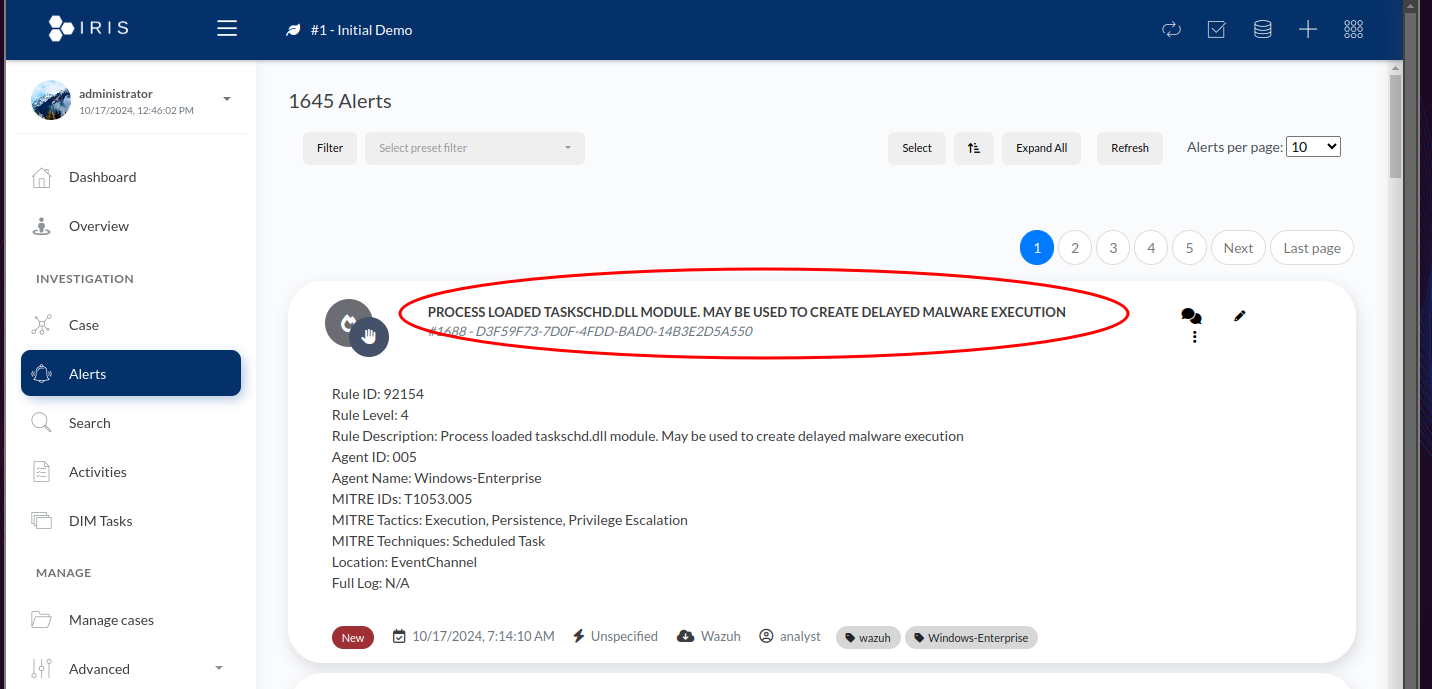 IRIS
#1 - Initial Demo
administrator
10/17/2024, 12:46:02 PM
Dashboard
Overview
INVESTIGATION
Case
Alerts
Search
Activities
DIM Tasks
MANAGE
Manage cases
Advanced
1645 Alerts
Filter
Select preset filter
Select
Expand All
Refresh
Alerts per page: 10
1 2 3 4 5 Next Last page
PROCESS LOADED TASKSCHD.DLL MODULE. MAY BE USED TO CREATE DELAYED MALWARE EXECUTION
#1688 - D3F59F73-7D0F-4FDD-BAD0-14B3E2D5A550
Rule ID: 92154
Rule Level: 4
Rule Description: Process loaded taskschd.dll module. May be used to create delayed malware execution
Agent ID: 005
Agent Name: Windows-Enterprise
MITRE IDs: T1053.005
MITRE Tactics: Execution, Persistence, Privilege Escalation
MITRE Techniques: Scheduled Task
Location: EventChannel
Full Log: N/A
New 10/17/2024, 7:14:10 AM Unspecified Wazuh analyst wazuh Windows-Enterprise